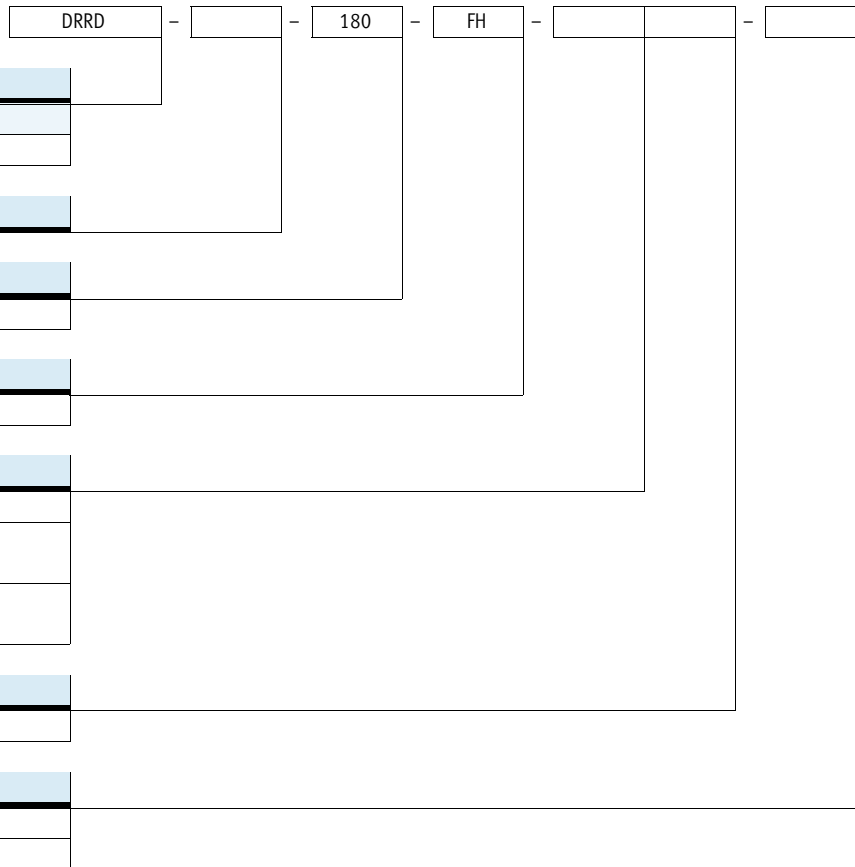 DRRD – – 180 – FH – –